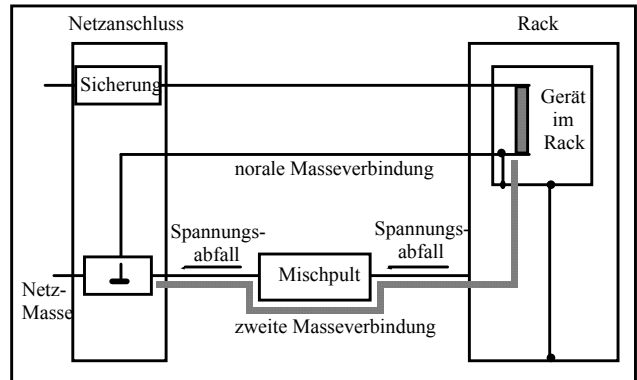 Netzanschluss
Rack
Sicherung
Gerät
im
Rack
norale Masseverbindung
Spannungs-
abfall
Spannungs-
abfall
Mischpult
Netz-
Masse
zweite Masseverbindung